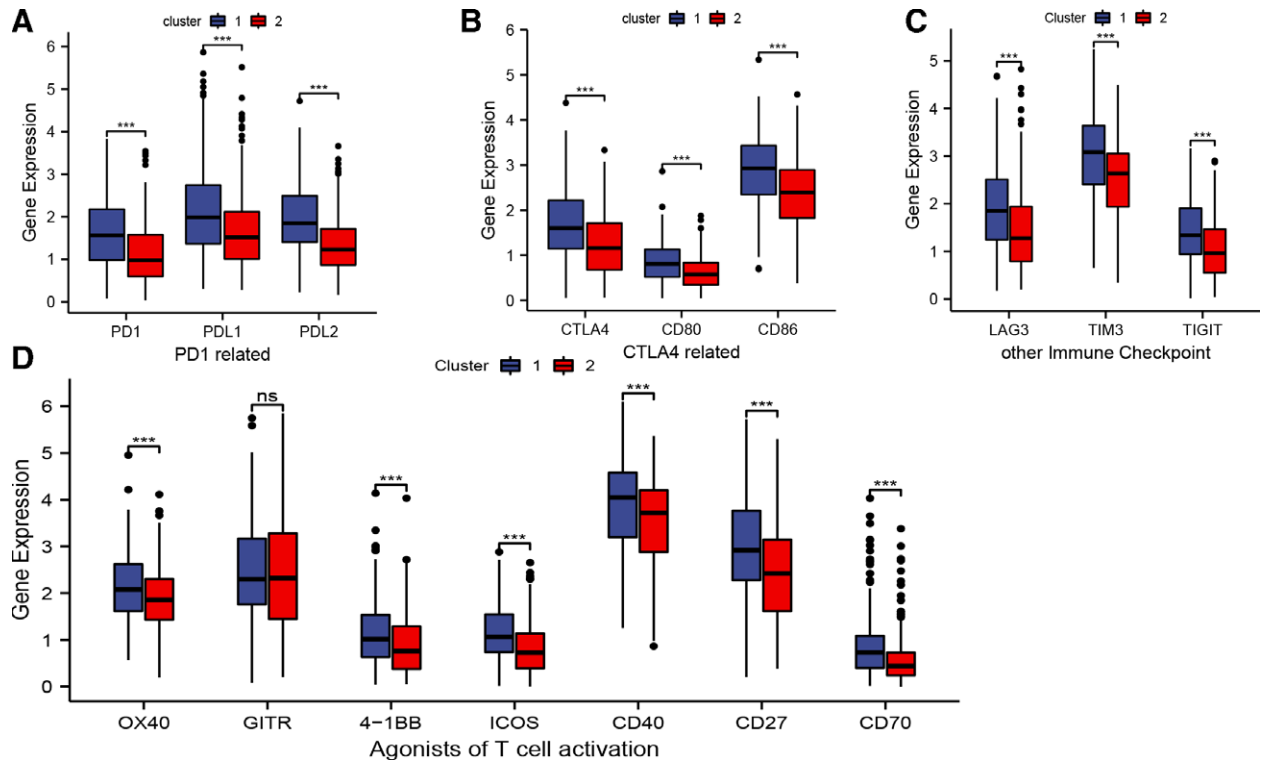 A
cluster 1 2
Gene Expression
6
5
4
3
2
1
0
***
***
***
PD1 PDL1 PDL2
PD1 related
B
cluster 1 2
Gene Expression
6
5
4
3
2
1
0
***
***
***
CTLA4 CD80 CD86
CTLA4 related
C
Cluster 1 2
Gene Expression
5
4
3
2
1
0
***
***
***
LAG3 TIM3 TIGIT
other Immune Checkpoint
D
Cluster 1 2
Gene Expression
6
5
4
3
2
1
0
***
ns
***
***
***
***
***
OX40 GITR 4−1BB ICOS CD40 CD27 CD70
Agonists of T cell activation